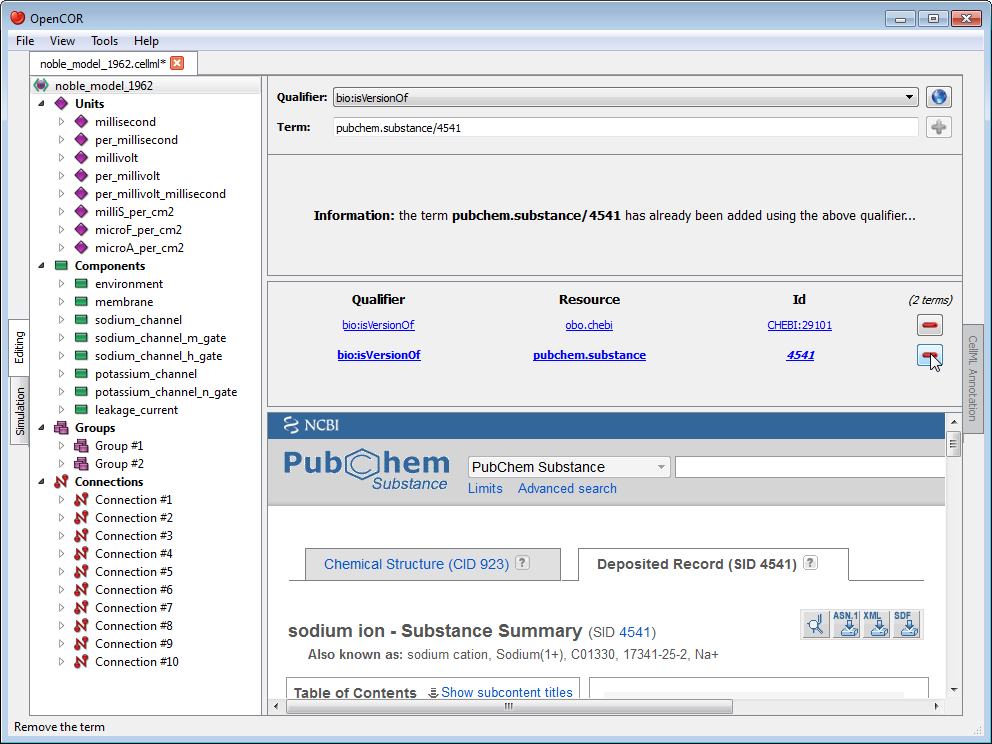 OpenCOR
File View Tools Help
noble_model_1962.cellml*
noble_model_1962
Units
millisecond
per_millisecond
millivolt
per_millivolt
per_millivolt_millisecond
milliS_per_cm2
microF_per_cm2
microA_per_cm2
Components
environment
membrane
sodium_channel
sodium_channel_m_gate
sodium_channel_h_gate
potassium_channel
potassium_channel_n_gate
leakage_current
Groups
Group #1
Group #2
Connections
Connection #1
Connection #2
Connection #3
Connection #4
Connection #5
Connection #6
Connection #7
Connection #8
Connection #9
Connection #10
Editing
Simulation
Qualifier: bio:isVersionOf
Term: pubchem.substance/4541
Information: the term pubchem.substance/4541 has already been added using the above qualifier...
Qualifier Resource Id (2 terms)
bio:isVersionOf obo.chebi CHEBI:29101
bio:isVersionOf pubchem.substance 4541
CellML Annotation
NCBI
PubChem Substance
PubChem Substance
Limits Advanced search
Chemical Structure (CID 923) ?
Deposited Record (SID 4541) ?
ASN.1 XML SDF
sodium ion - Substance Summary (SID 4541)
Also known as: sodium cation, Sodium(1+), C01330, 17341-25-2, Na+
Table of Contents Show subcontent titles
Remove the term